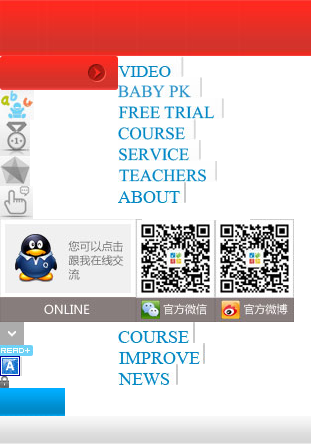 VIDEO
BABY PK
FREE TRIAL
COURSE
SERVICE
TEACHERS
ABOUT
您可以点击
跟我在线交
流
ONLINE
官方微信
官方微博
COURSE
READ+
IMPROVE
A
NEWS